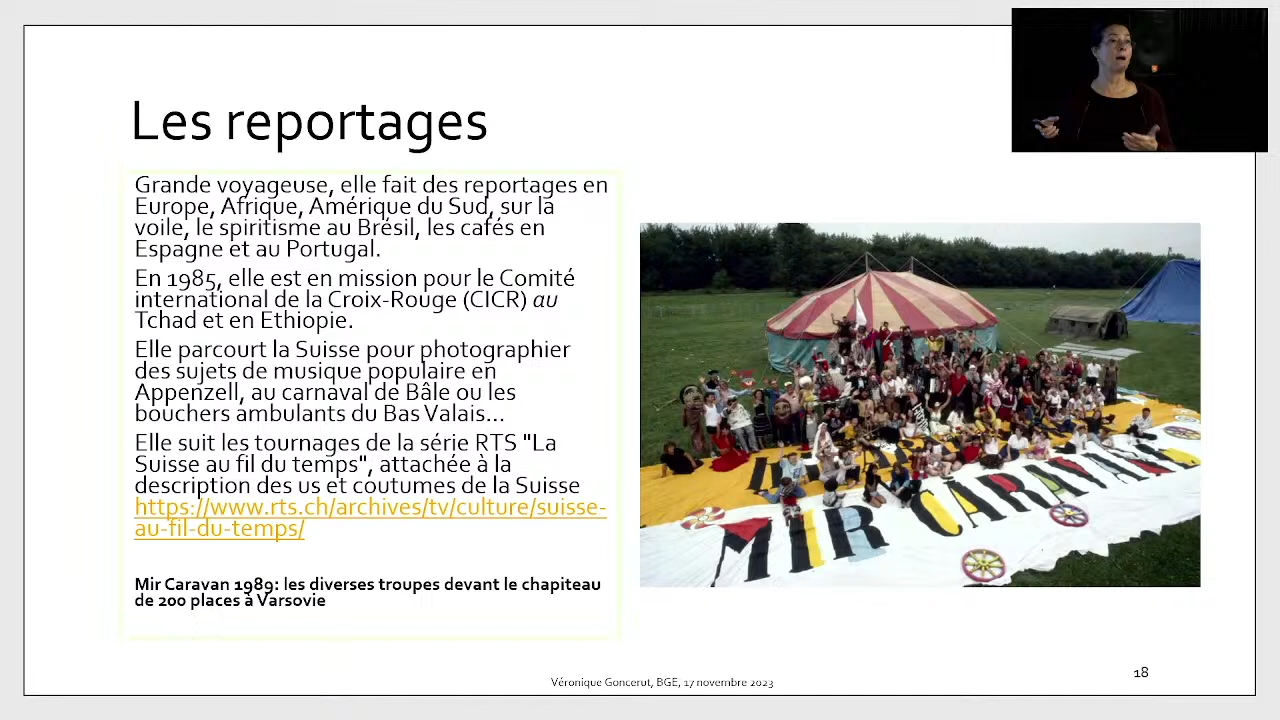 Les reportages
Grande voyageuse, elle fait des reportages en
Europe, Afrique, Amérique du Sud, sur la
voile, le spiritisme au Brésil, les cafés en
Espagne et au Portugal.
En 1985, elle est en mission pour le Comité
international de la Croix-Rouge (CICR) au
Tchad et en Ethiopie.
Elle parcourt la Suisse pour photographier
des sujets de musique populaire en
Appenzell, au carnaval de Bâle ou les
bouchers ambulants du Bas Valais...
Elle suit les tournages de la série RTS "La
Suisse au fil du temps", attachée à la
description des us et coutumes de la Suisse
https://www.rts.ch/archives/tv/culture/suisse-
au-fil-du-temps/
Mir Caravan 1989: les diverses troupes devant le chapiteau
de 200 places à Varsovie
MIR CARAVAN
Véronique Goncerut, BGE, 17 novembre 2023
18